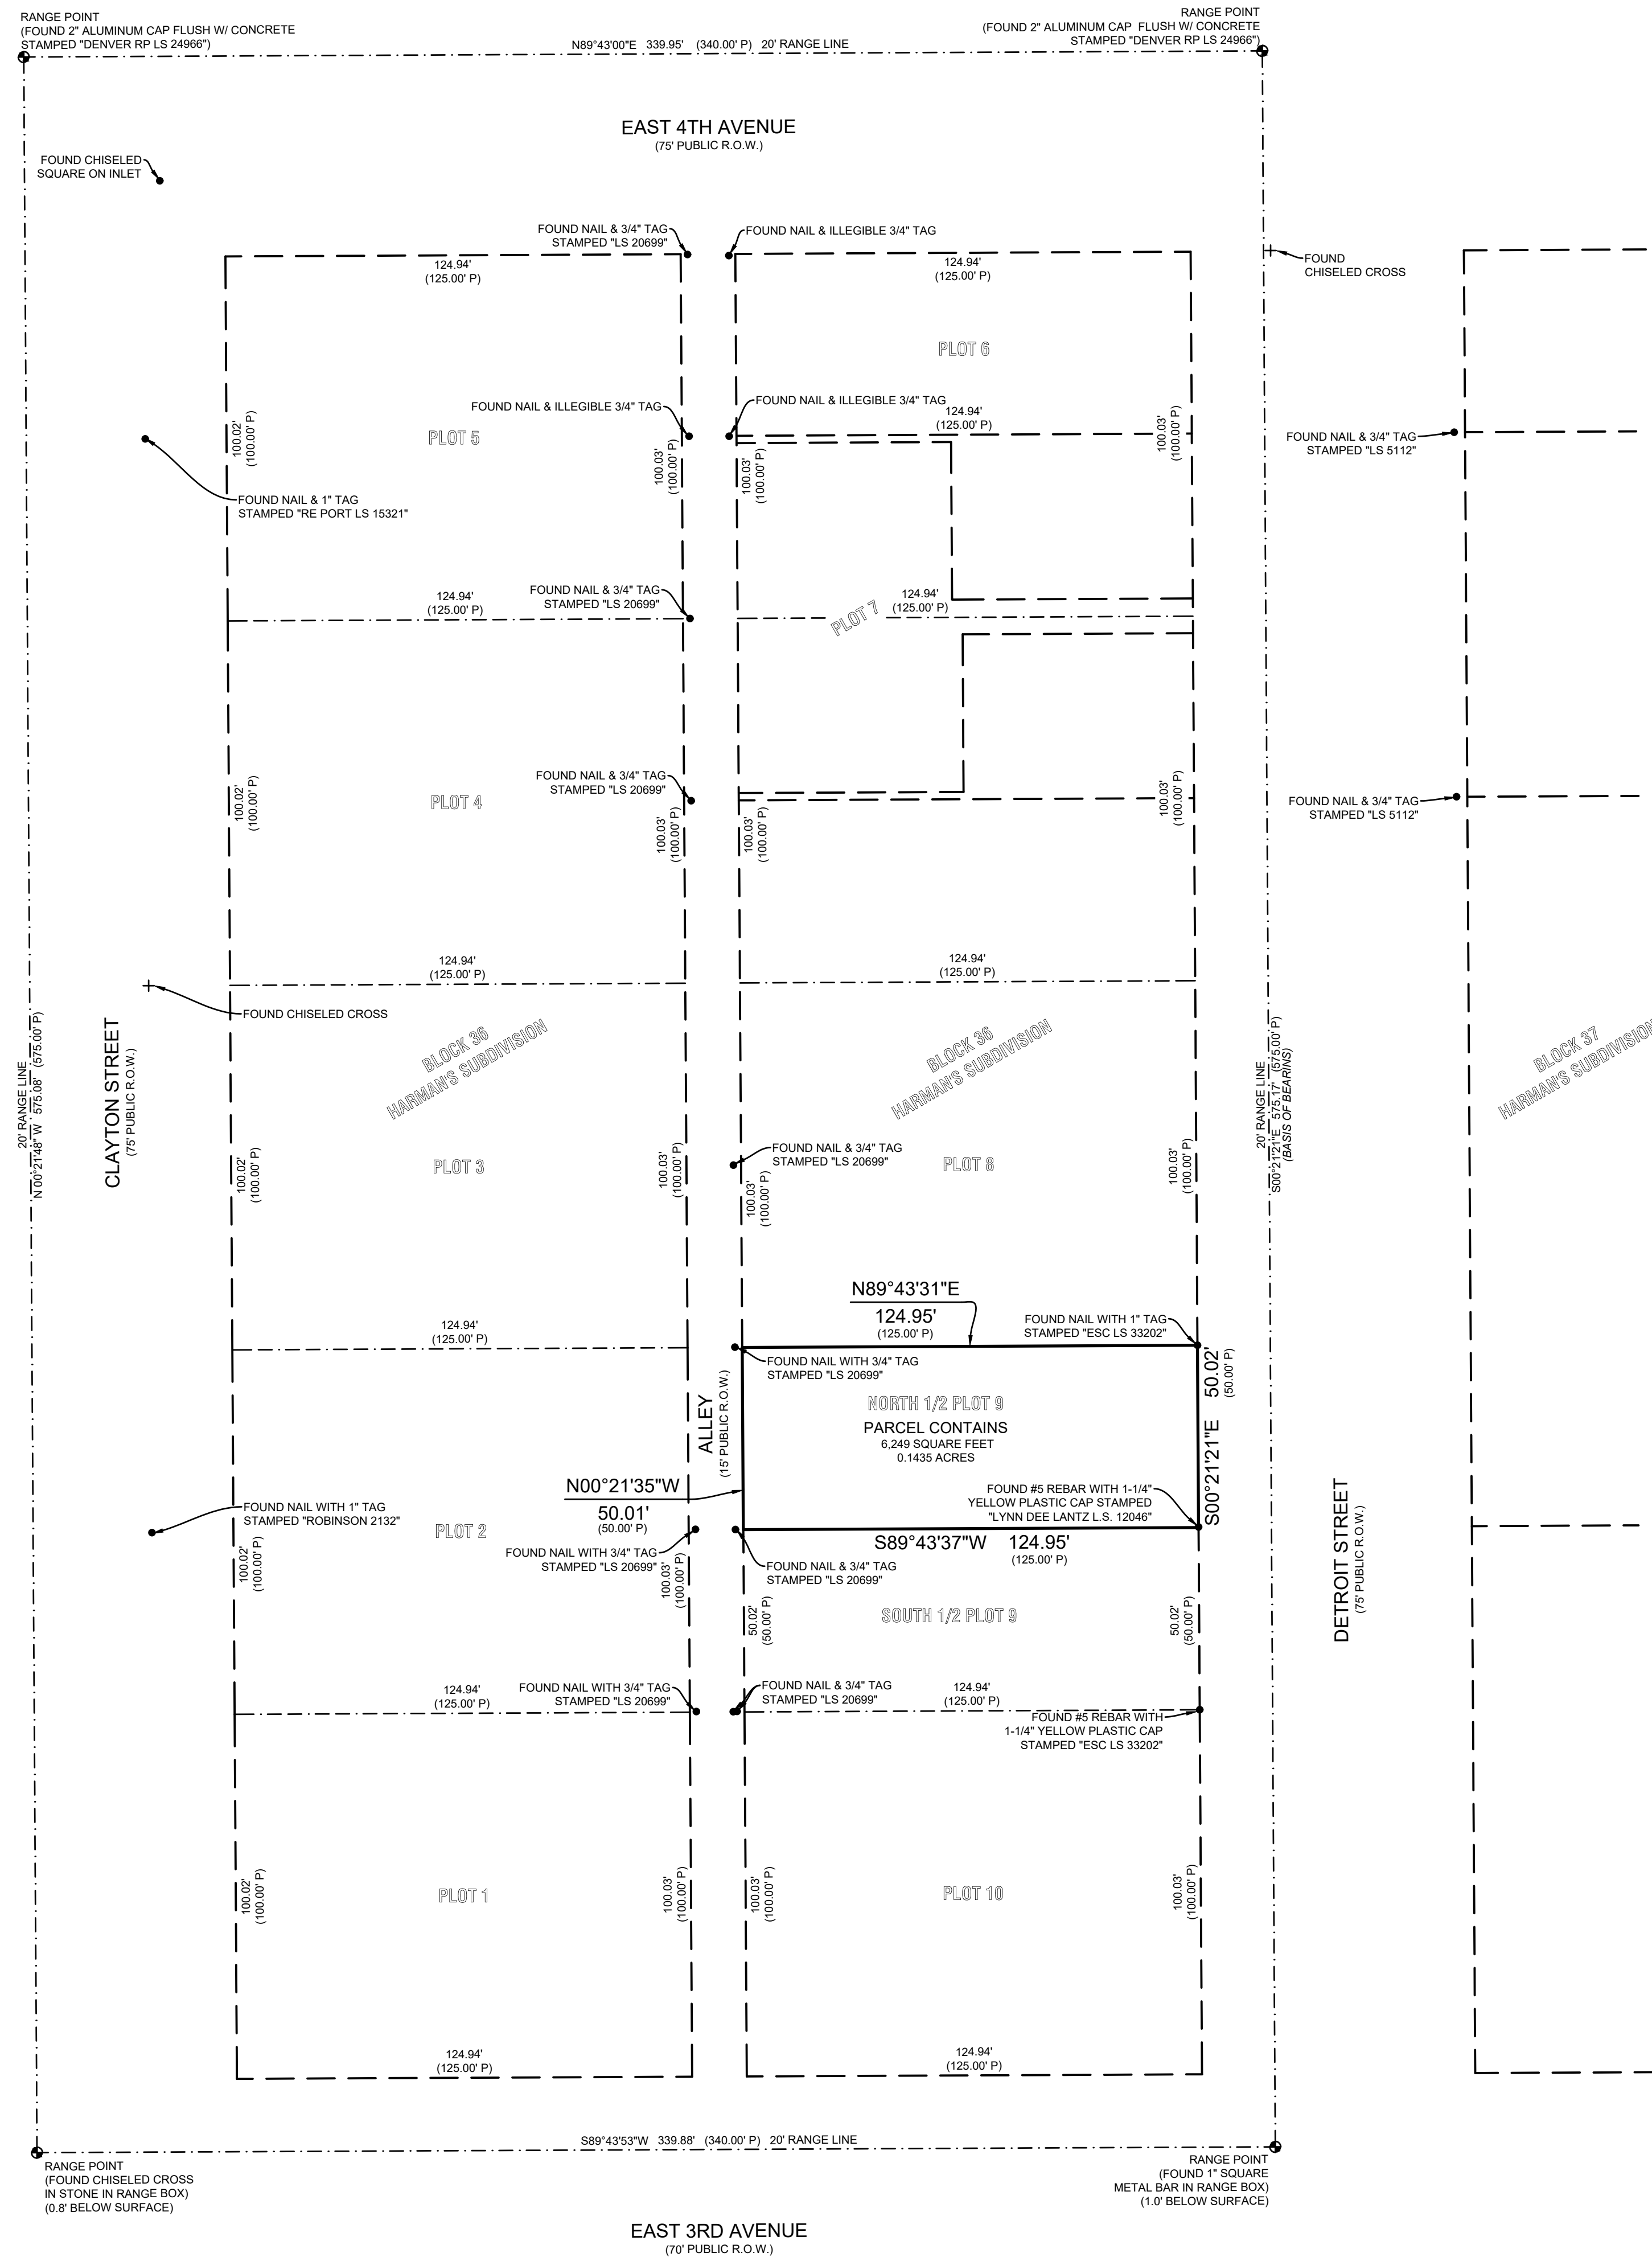 RANGE POINT
(FOUND 2" ALUMINUM CAP FLUSH W/ CONCRETE
STAMPED "DENVER RP LS 24966")
N89°43'00"E 339.95' (340.00' P) 20' RANGE LINE
RANGE POINT
(FOUND 2" ALUMINUM CAP FLUSH W/ CONCRETE
STAMPED "DENVER RP LS 24966")
EAST 4TH AVENUE
(75' PUBLIC R.O.W.)
FOUND CHISELED
SQUARE ON INLET
FOUND NAIL & 3/4" TAG
STAMPED "LS 20699"
FOUND NAIL & ILLEGIBLE 3/4" TAG
124.94'
(125.00' P)
124.94'
(125.00' P)
FOUND
CHISELED CROSS
PLOT 6
FOUND NAIL & ILLEGIBLE 3/4" TAG
FOUND NAIL & ILLEGIBLE 3/4" TAG
124.94'
(125.00' P)
100.02'
(100.00' P)
PLOT 5
100.03'
(100.00' P)
100.03'
(100.00' P)
100.03'
(100.00' P)
FOUND NAIL & 3/4" TAG
STAMPED "LS 5112"
FOUND NAIL & 1" TAG
STAMPED "RE PORT LS 15321"
124.94'
(125.00' P)
FOUND NAIL & 3/4" TAG
STAMPED "LS 20699"
PLOT 7
124.94'
(125.00' P)
FOUND NAIL & 3/4" TAG
STAMPED "LS 20699"
100.02'
(100.00' P)
PLOT 4
100.03'
(100.00' P)
100.03'
(100.00' P)
100.03'
(100.00' P)
FOUND NAIL & 3/4" TAG
STAMPED "LS 5112"
124.94'
(125.00' P)
124.94'
(125.00' P)
FOUND CHISELED CROSS
20' RANGE LINE
N 00°21'48" W 575.08' (575.00' P)
CLAYTON STREET
(75' PUBLIC R.O.W.)
BLOCK 36
HARMAN'S SUBDIVISION
BLOCK 36
HARMAN'S SUBDIVISION
20' RANGE LINE
S00°21'21"E 575.17' (575.00' P)
(BASIS OF BEARINGS)
BLOCK 37
HARMAN'S SUBDIVISION
100.02'
(100.00' P)
PLOT 3
100.03'
(100.00' P)
FOUND NAIL & 3/4" TAG
STAMPED "LS 20699"
100.03'
(100.00' P)
PLOT 8
100.03'
(100.00' P)
N89°43'31"E
124.95'
(125.00' P)
124.94'
(125.00' P)
FOUND NAIL WITH 1" TAG
STAMPED "ESC LS 33202"
FOUND NAIL WITH 3/4" TAG
STAMPED "LS 20699"
ALLEY
(15' PUBLIC R.O.W.)
NORTH 1/2 PLOT 9
PARCEL CONTAINS
6,249 SQUARE FEET
0.1435 ACRES
S00°21'21"E 50.02'
(50.00' P)
N00°21'35"W
50.01'
(50.00' P)
FOUND #5 REBAR WITH 1-1/4"
YELLOW PLASTIC CAP STAMPED
"LYNN DEE LANTZ L.S. 12046"
FOUND NAIL WITH 1" TAG
STAMPED "ROBINSON 2132"
PLOT 2
100.02'
(100.00' P)
FOUND NAIL WITH 3/4" TAG
STAMPED "LS 20699"
100.03'
(100.00' P)
S89°43'37"W 124.95'
(125.00' P)
FOUND NAIL & 3/4" TAG
STAMPED "LS 20699"
DETROIT STREET
(75' PUBLIC R.O.W.)
50.02'
(50.00' P)
SOUTH 1/2 PLOT 9
50.02'
(50.00' P)
124.94'
(125.00' P)
FOUND NAIL WITH 3/4" TAG
STAMPED "LS 20699"
FOUND NAIL & 3/4" TAG
STAMPED "LS 20699"
124.94'
(125.00' P)
FOUND #5 REBAR WITH
1-1/4" YELLOW PLASTIC CAP
STAMPED "ESC LS 33202"
100.02'
(100.00' P)
PLOT 1
100.03'
(100.00' P)
100.03'
(100.00' P)
PLOT 10
100.03'
(100.00' P)
124.94'
(125.00' P)
124.94'
(125.00' P)
S89°43'53"W 339.88' (340.00' P) 20' RANGE LINE
RANGE POINT
(FOUND CHISELED CROSS
IN STONE IN RANGE BOX)
(0.8' BELOW SURFACE)
RANGE POINT
(FOUND 1" SQUARE
METAL BAR IN RANGE BOX)
(1.0' BELOW SURFACE)
EAST 3RD AVENUE
(70' PUBLIC R.O.W.)